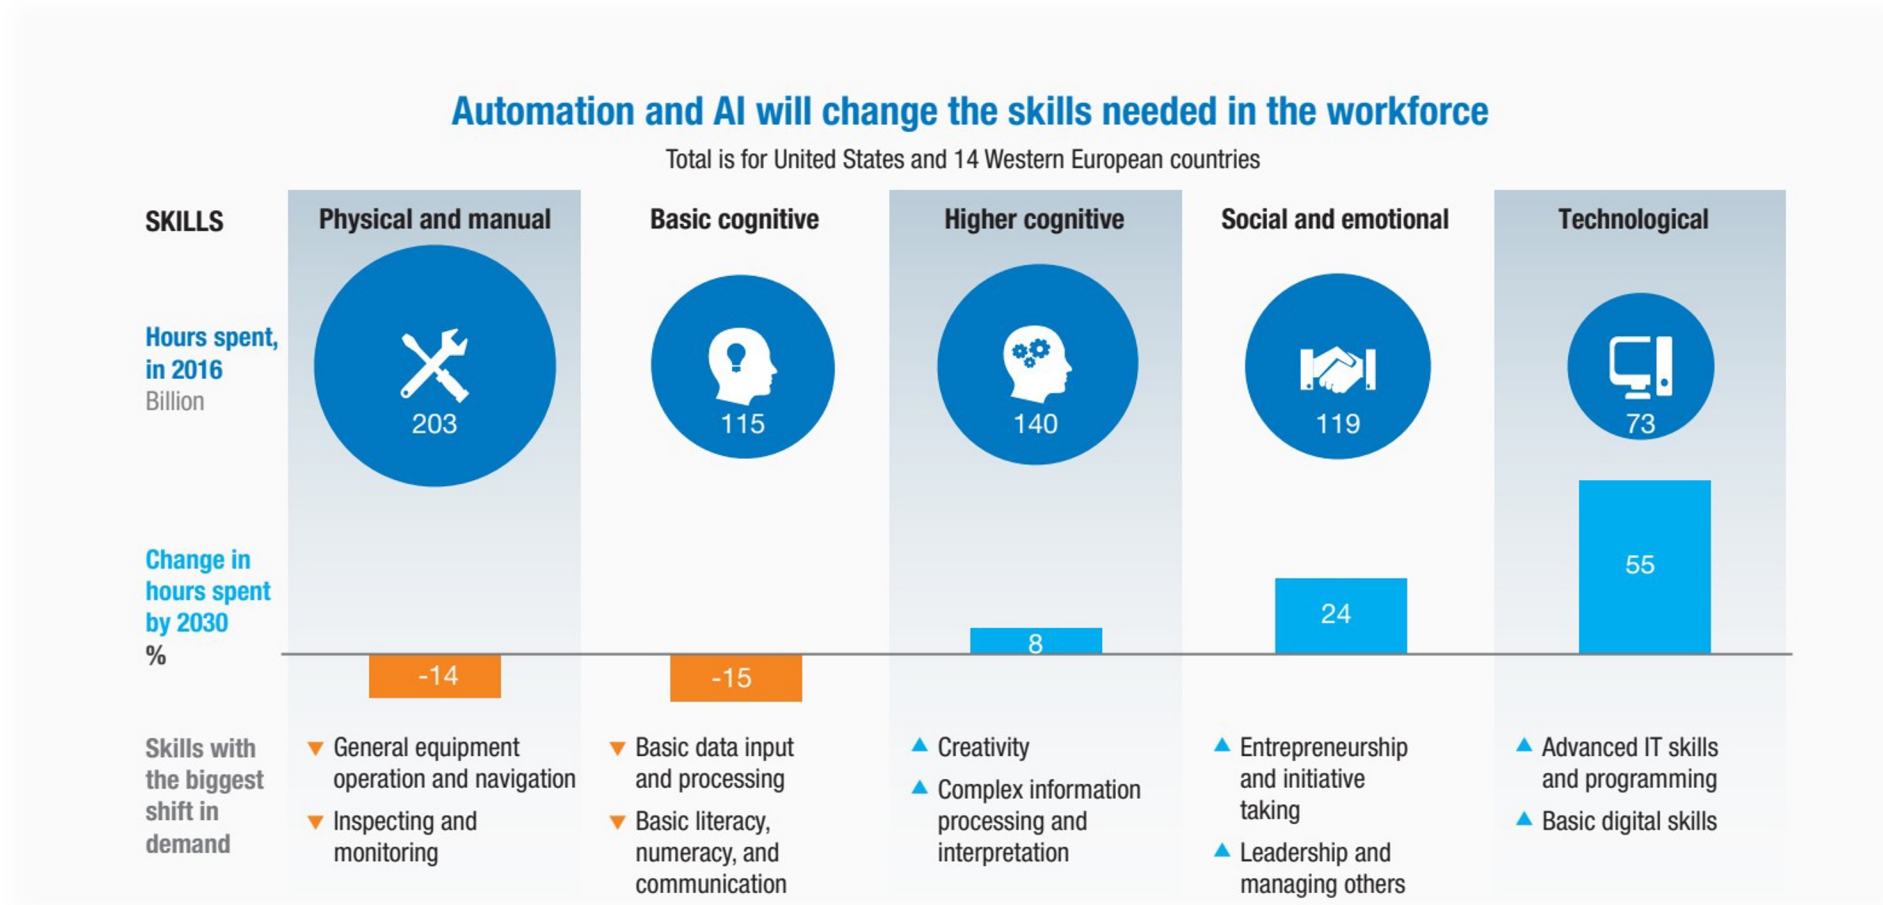 Automation and AI will change the skills needed in the workforce
Total is for United States and 14 Western European countries
SKILLS
Physical and manual
Basic cognitive
Higher cognitive
Social and emotional
Technological
Hours spent,
in 2016
Billion
203
115
140
119
73
Change in
hours spent
by 2030
%
-14
-15
8
24
55
Skills with
the biggest
shift in
demand
General equipment
operation and navigation
Inspecting and
monitoring
Basic data input
and processing
Basic literacy,
numeracy, and
communication
Creativity
Complex information
processing and
interpretation
Entrepreneurship
and initiative
taking
Leadership and
managing others
Advanced IT skills
and programming
Basic digital skills